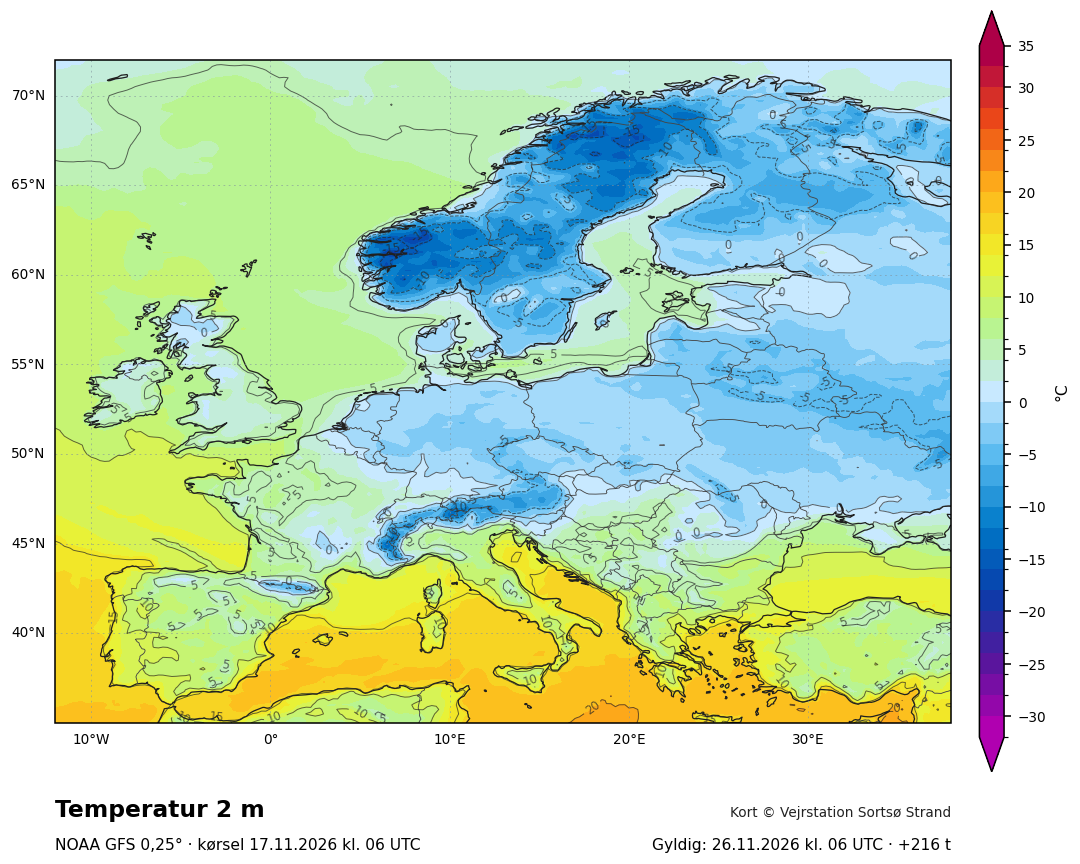 35
30
25
20
15
10
5
0
−5
−10
−15
−20
−25
−30
°C
70°N
65°N
60°N
55°N
50°N
45°N
40°N
10°W
0°
10°E
20°E
30°E
Temperatur 2 m
Kort © Vejrstation Sortsø Strand
NOAA GFS 0,25° · kørsel 17.11.2026 kl. 06 UTC
Gyldig: 26.11.2026 kl. 06 UTC · +216 t